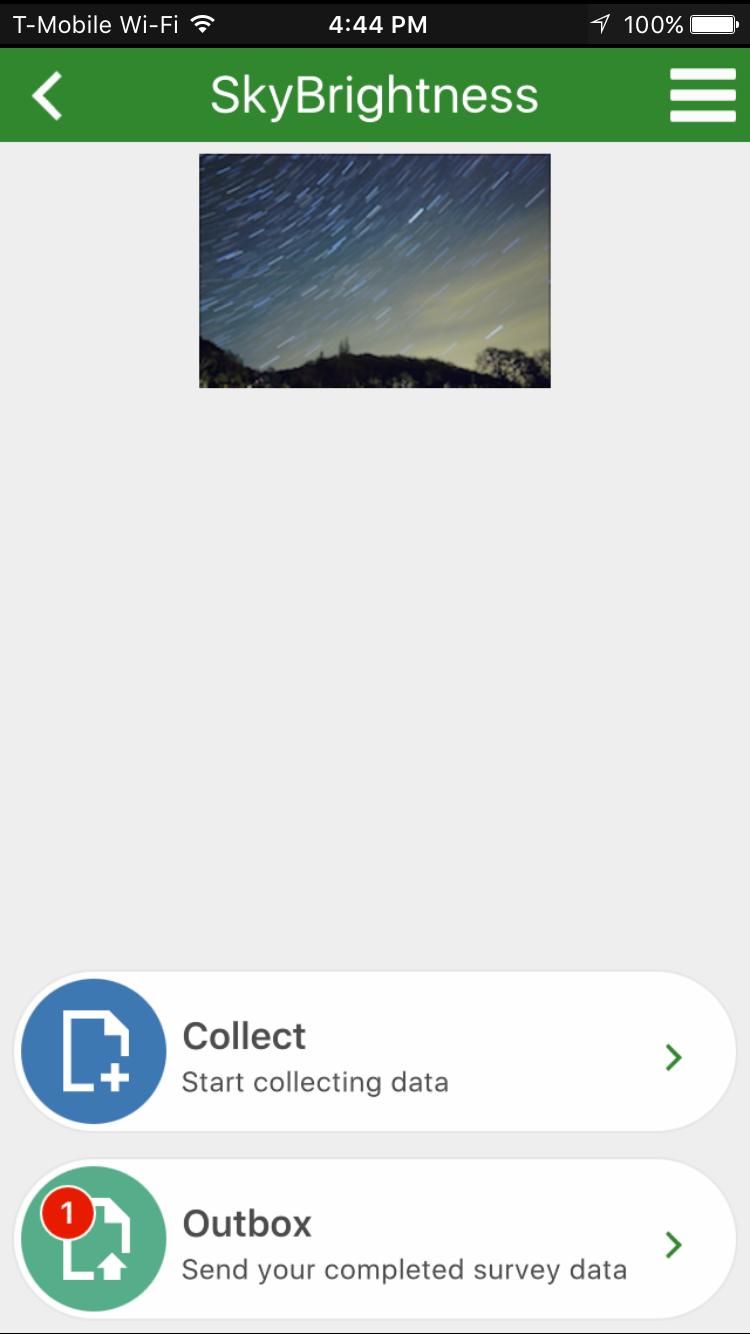 T-Mobile Wi-Fi 4:44 PM 100%
SkyBrightness
Collect
Start collecting data
1
Outbox
Send your completed survey data